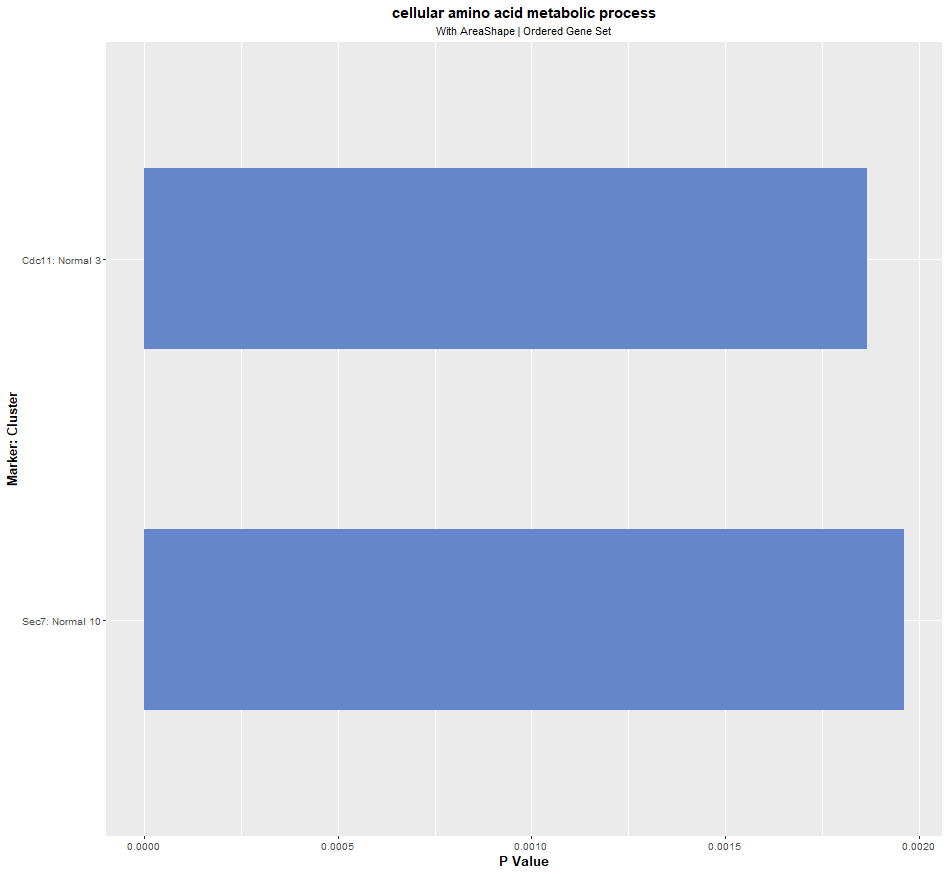 cellular amino acid metabolic process
With AreaShape | Ordered Gene Set
Marker: Cluster
Cdc11: Normal 3
Sec7: Normal 10
0.0000 0.0005 0.0010 0.0015 0.0020
P Value